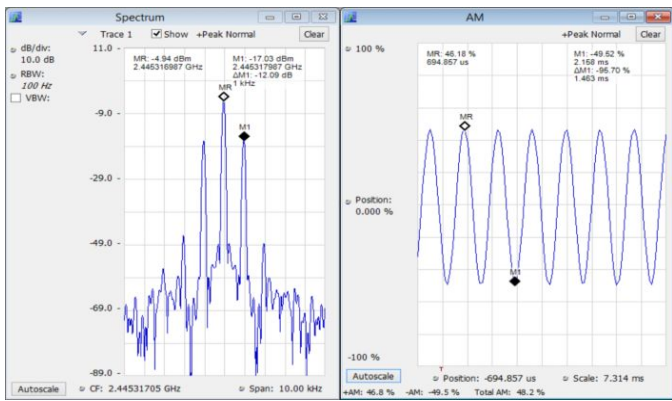 Spectrum
dB/div:
10.0 dB
RBW:
100 Hz
VBW:
Trace 1
Show
+Peak Normal
Clear
11.0
-9.0
-29.0
-49.0
-69.0
-89.0
MR: -4.94 dBm
2.445316987 GHz
M1: -17.03 dBm
2.445317987 GHz
ΔM1: -12.09 dB
1 kHz
MR
M1
Autoscale
CF: 2.44531705 GHz
Span: 10.00 kHz
AM
+Peak Normal
Clear
100 %
Position:
0.000 %
-100 %
MR: 46.18 %
694.857 us
M1: -49.52 %
2.158 ms
ΔM1: -95.70 %
1.463 ms
MR
M1
T
Autoscale
Position: -694.857 us
Scale: 7.314 ms
+AM: 46.8 %
-AM: -49.5 %
Total AM: 48.2 %